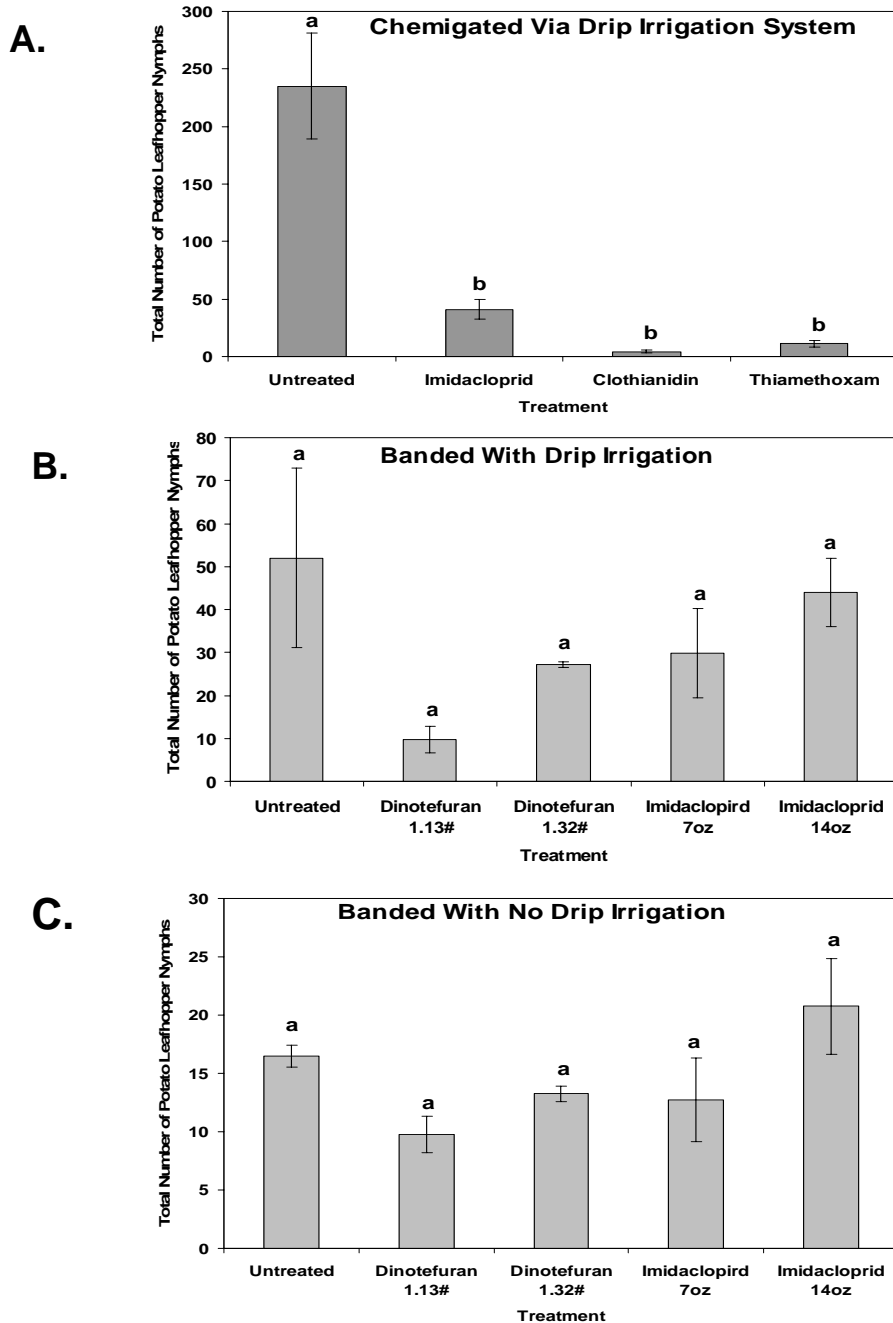 A.
Chemigated Via Drip Irrigation System
Total Number of Potato Leafhopper Nymphs
300
250
200
150
100
50
0
a
b
b
b
Untreated Imidacloprid Clothianidin Thiamethoxam
Treatment
B.
Banded With Drip Irrigation
Total Number of Potato Leafhopper Nymphs
80
70
60
50
40
30
20
10
0
a
a
a
a
a
Untreated Dinotefuran Dinotefuran Imidaclopird Imidacloprid
1.13# 1.32# 7oz 14oz
Treatment
C.
Banded With No Drip Irrigation
Total Number of Potato Leafhopper Nymphs
30
25
20
15
10
5
0
a
a
a
a
a
Untreated Dinotefuran Dinotefuran Imidaclopird Imidacloprid
1.13# 1.32# 7oz 14oz
Treatment